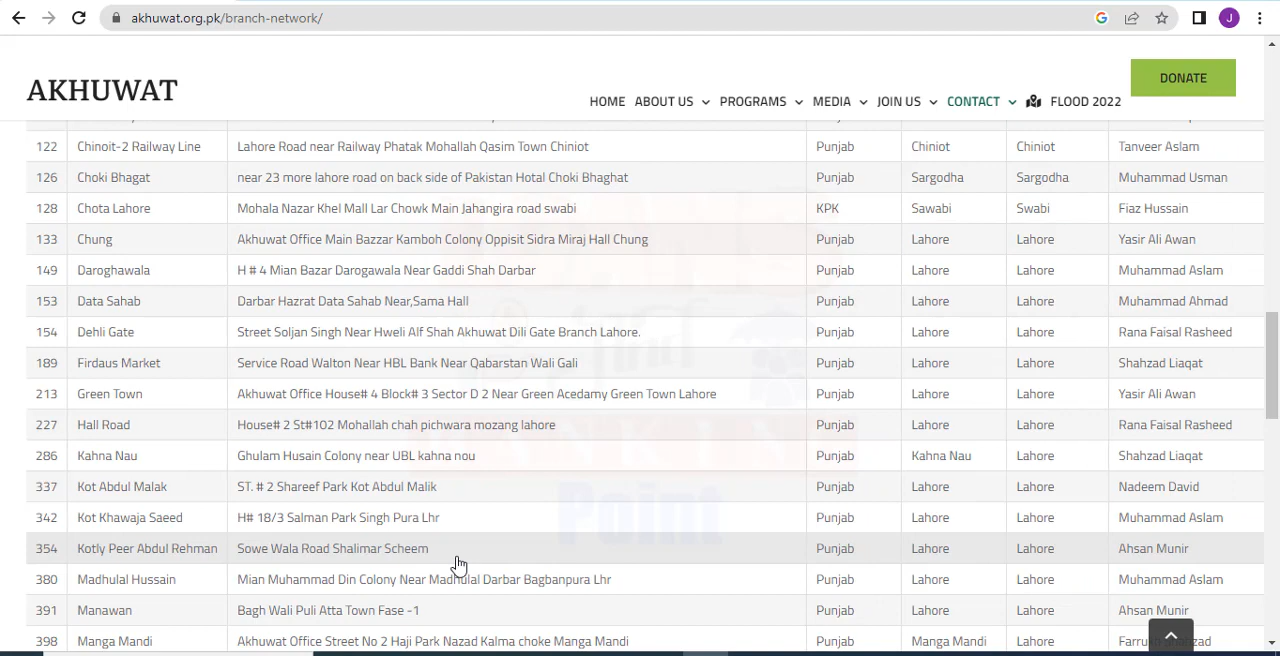 akhuwat.org.pk/branch-network/
J
AKHUWAT
DONATE
HOME ABOUT US PROGRAMS MEDIA JOIN US CONTACT FLOOD 2022
122 Chinoit-2 Railway Line Lahore Road near Railway Phatak Mohallah Qasim Town Chiniot Punjab Chiniot Chiniot Tanveer Aslam
126 Choki Bhagat near 23 more lahore road on back side of Pakistan Hotal Choki Bhaghat Punjab Sargodha Sargodha Muhammad Usman
128 Chota Lahore Mohala Nazar Khel Mall Lar Chowk Main Jahangira road swabi KPK Sawabi Swabi Fiaz Hussain
133 Chung Akhuwat Office Main Bazzar Kamboh Colony Oppisit Sidra Miraj Hall Chung Punjab Lahore Lahore Yasir Ali Awan
149 Daroghawala H # 4 Mian Bazar Darogawala Near Gaddi Shah Darbar Punjab Lahore Lahore Muhammad Aslam
153 Data Sahab Darbar Hazrat Data Sahab Near,Sama Hall Punjab Lahore Lahore Muhammad Ahmad
154 Dehli Gate Street Soljan Singh Near Hweli Alf Shah Akhuwat Dili Gate Branch Lahore. Punjab Lahore Lahore Rana Faisal Rasheed
189 Firdaus Market Service Road Walton Near HBL Bank Near Qabarstan Wali Gali Punjab Lahore Lahore Shahzad Liaqat
213 Green Town Akhuwat Office House# 4 Block# 3 Sector D 2 Near Green Acedamy Green Town Lahore Punjab Lahore Lahore Yasir Ali Awan
227 Hall Road House# 2 St#102 Mohallah chah pichwara mozang lahore Punjab Lahore Lahore Rana Faisal Rasheed
286 Kahna Nau Ghulam Husain Colony near UBL kahna nou Punjab Kahna Nau Lahore Shahzad Liaqat
337 Kot Abdul Malak ST. # 2 Shareef Park Kot Abdul Malik Punjab Lahore Lahore Nadeem David
342 Kot Khawaja Saeed H# 18/3 Salman Park Singh Pura Lhr Punjab Lahore Lahore Muhammad Aslam
354 Kotly Peer Abdul Rehman Sowe Wala Road Shalimar Scheem Punjab Lahore Lahore Ahsan Munir
380 Madhulal Hussain Mian Muhammad Din Colony Near Madhulal Darbar Bagbanpura Lhr Punjab Lahore Lahore Muhammad Aslam
391 Manawan Bagh Wali Puli Atta Town Fase -1 Punjab Lahore Lahore Ahsan Munir
398 Manga Mandi Akhuwat Office Street No 2 Haji Park Nazad Kalma choke Manga Mandi Punjab Manga Mandi Lahore
Point